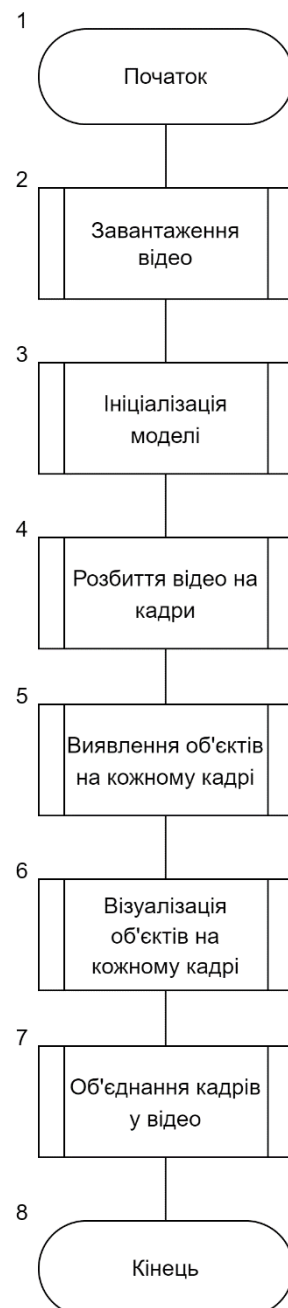 1
Початок
2
Завантаження
відео
3
Ініціалізація
моделі
4
Розбиття відео на
кадри
5
Виявлення об'єктів
на кожному кадрі
6
Візуалізація
об'єктів на
кожному кадрі
7
Об'єднання кадрів
у відео
8
Кінець